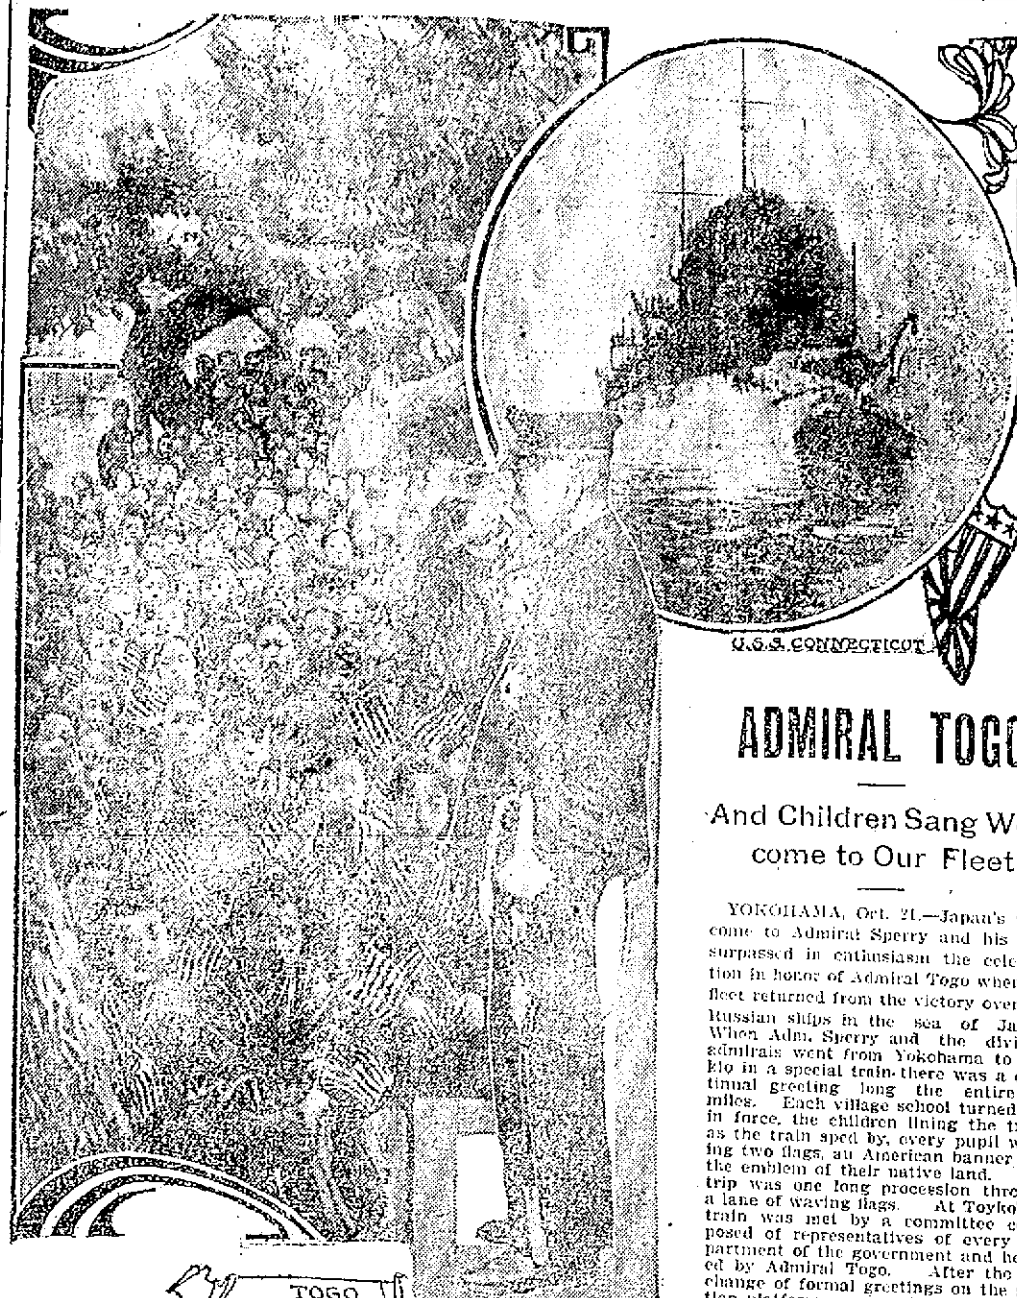 U.S.S. CONNECTICUT
ADMIRAL TOGO
And Children Sang W
come to Our Fleet
YOKOHAMA, Oct. 21.—Japan's
come to Admiral Sperry and his
surpassed in enthusiasm the cele
tion in honor of Admiral Togo when
fleet returned from the victory over
Russian ships in the sea of Ja
When Adm. Sperry and the divi
admirals went from Yokohama to
kio in a special train there was a
tinual greeting long the entire
miles. Each village school turned
in force, the children lining the t
as the train sped by, every pupil w
ing two flags, an American banner
the emblem of their native land.
trip was one long procession thro
a lane of waving flags. At Toyko
train was met by a committee c
posed of representatives of every
partment of the government and he
ed by Admiral Togo. After the
change of formal greetings on the
TOGO